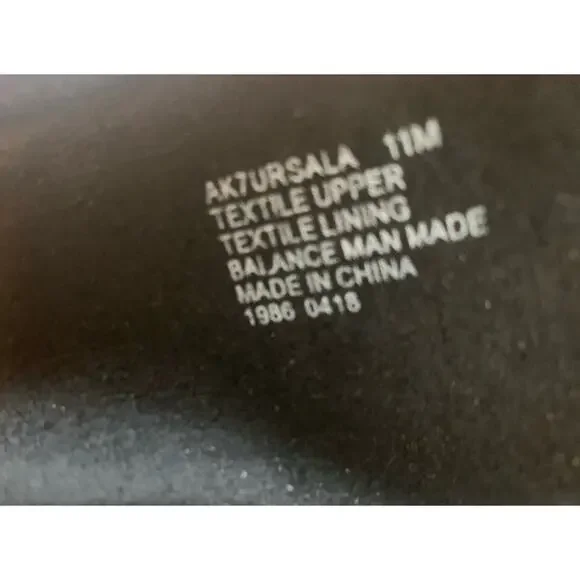 AK7URSALA 11M
TEXTILE UPPER
TEXTILE LINING
BALANCE MAN MADE
MADE IN CHINA
1986 0418